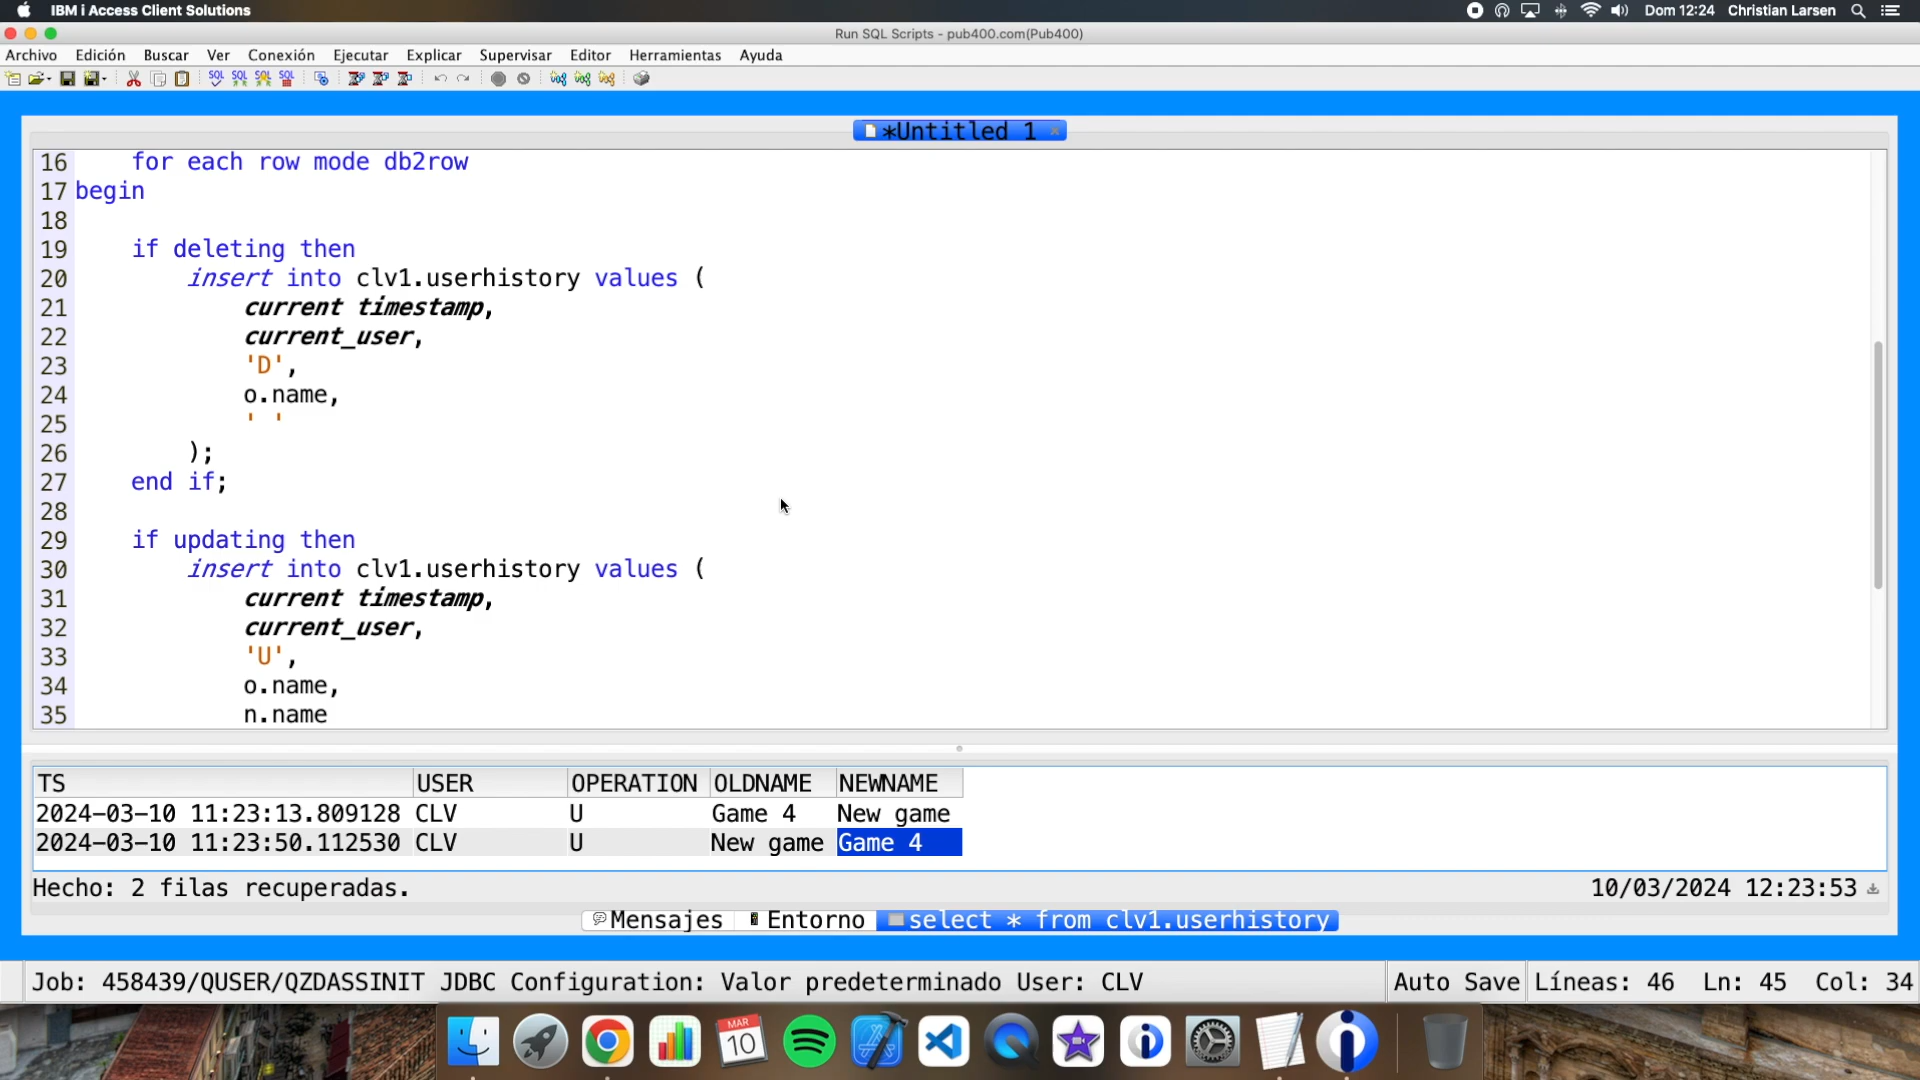 IBM i Access Client Solutions
Dom 12:24 Christian Larsen
Run SQL Scripts - pub400.com(Pub400)
Archivo Edición Buscar Ver Conexión Ejecutar Explicar Supervisar Editor Herramientas Ayuda
SQL SQL SQL SQL
*Untitled 1
16 for each row mode db2row
17 begin
18
19 if deleting then
20 insert into clv1.userhistory values (
21 current timestamp,
22 current_user,
23 'D',
24 o.name,
25 ' '
26 );
27 end if;
28
29 if updating then
30 insert into clv1.userhistory values (
31 current timestamp,
32 current_user,
33 'U',
34 o.name,
35 n.name
TS USER OPERATION OLDNAME NEWNAME
2024-03-10 11:23:13.809128 CLV U Game 4 New game
2024-03-10 11:23:50.112530 CLV U New game Game 4
Hecho: 2 filas recuperadas. 10/03/2024 12:23:53
Mensajes Entorno select * from clv1.userhistory
Job: 458439/QUSER/QZDASSINIT JDBC Configuration: Valor predeterminado User: CLV Auto Save Líneas: 46 Ln: 45 Col: 34
MAR
10